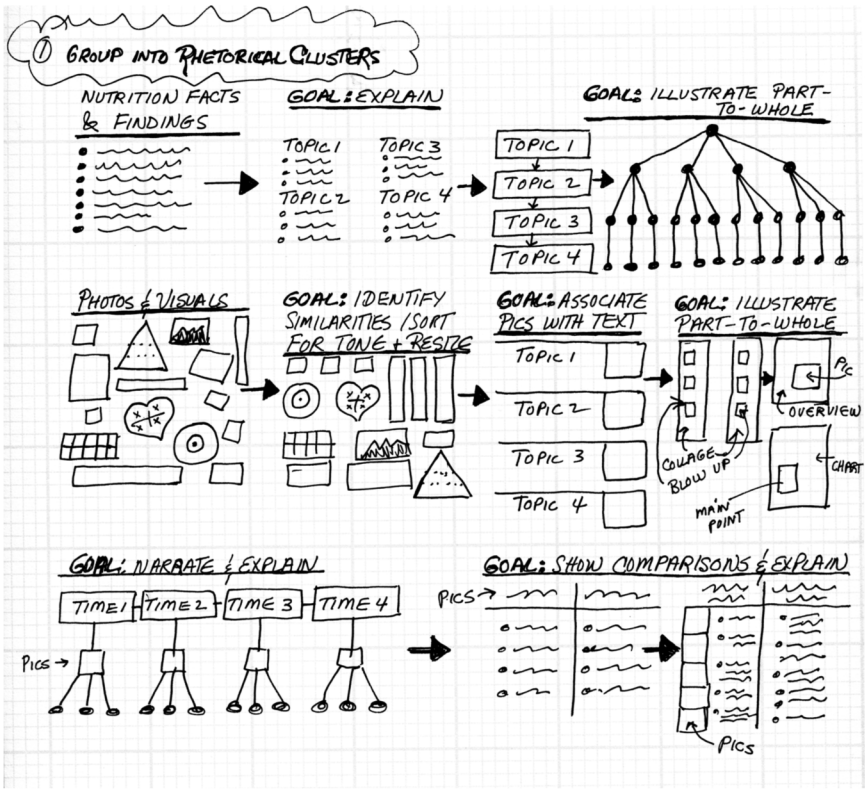 ① GROUP INTO RHETORICAL CLUSTERS
NUTRITION FACTS
& FINDINGS
GOAL: EXPLAIN
TOPIC 1
TOPIC 3
TOPIC 2
TOPIC 4
TOPIC 1
TOPIC 2
TOPIC 3
TOPIC 4
GOAL: ILLUSTRATE PART-
TO-WHOLE
PHOTOS & VISUALS
GOAL: IDENTIFY
SIMILARITIES / SORT
FOR TONE + RESIZE
GOAL: ASSOCIATE
PICS WITH TEXT
TOPIC 1
TOPIC 2
TOPIC 3
TOPIC 4
GOAL: ILLUSTRATE
PART-TO-WHOLE
PIC
OVERVIEW
COLLAGE
BLOW UP
CHART
MAIN
POINT
GOAL: NARRATE & EXPLAIN
TIME 1
TIME 2
TIME 3
TIME 4
PICS
GOAL: SHOW COMPARISONS & EXPLAIN
PICS
PICS